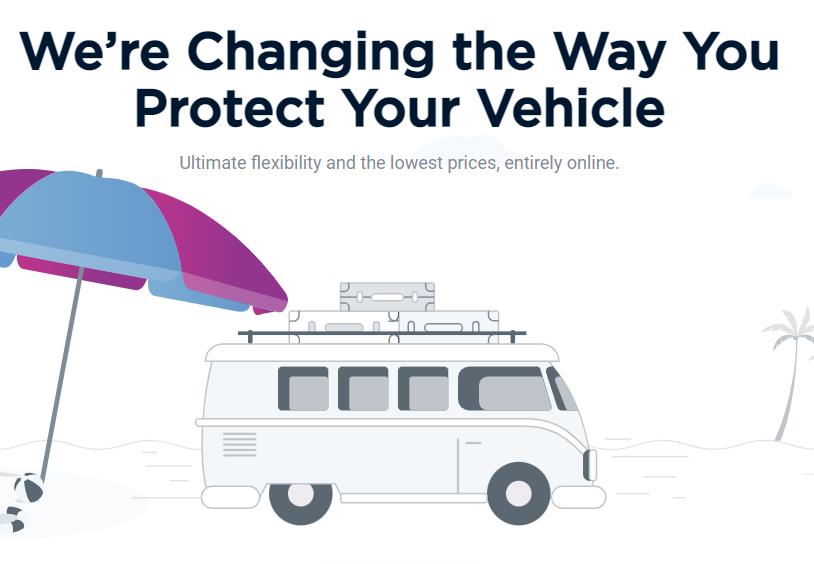 We’re Changing the Way You
Protect Your Vehicle
Ultimate flexibility and the lowest prices, entirely online.